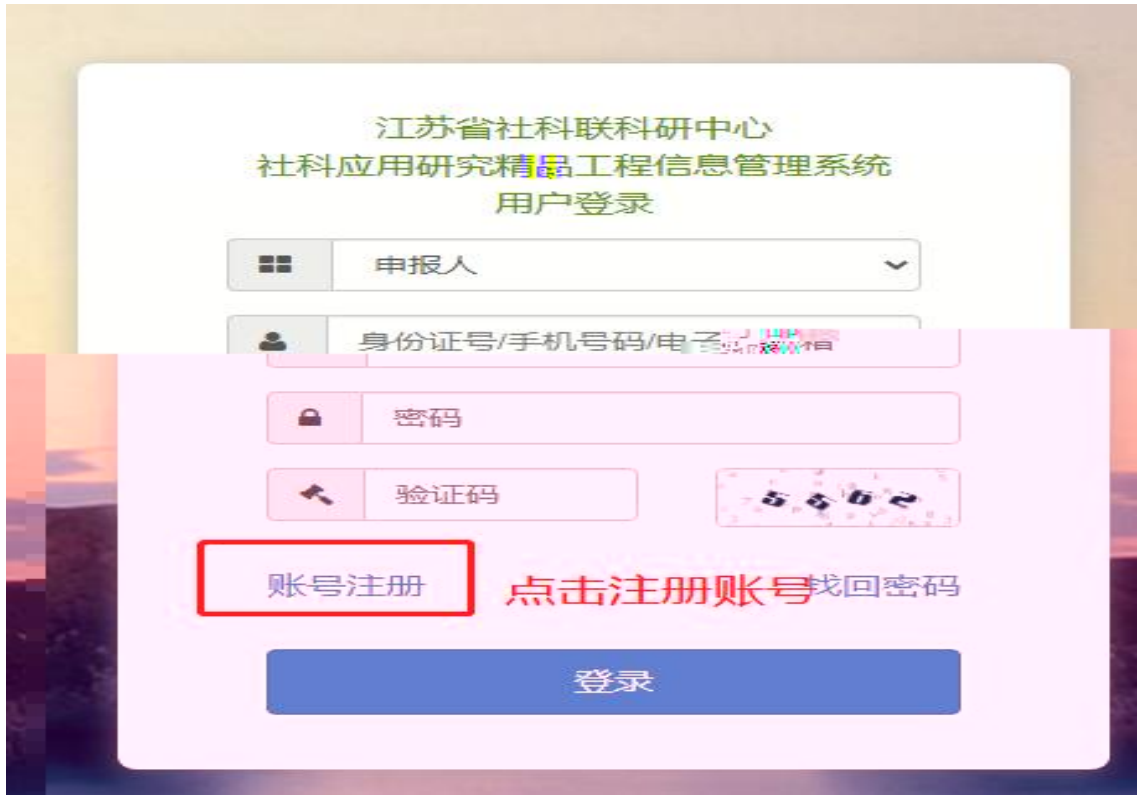 江苏省社科联科研中心
社科应用研究精品工程信息管理系统
用户登录
申报人
身份证号/手机号码/电子
密码
验证码 5562
账号注册 点击注册账号 找回密码
登录